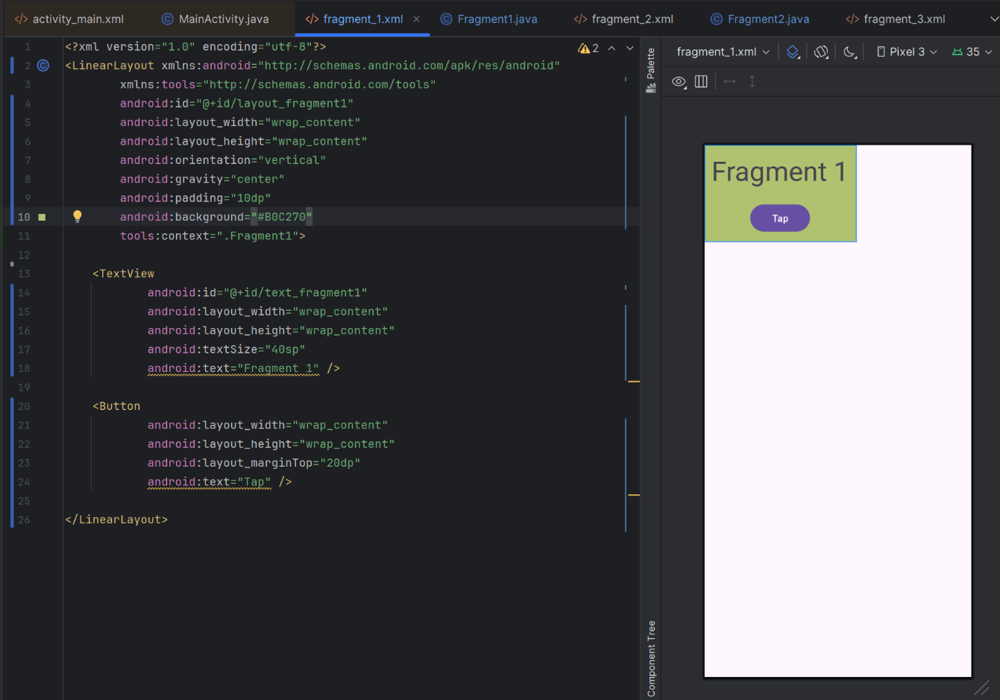 activity_main.xml MainActivity.java fragment_1.xml Fragment1.java fragment_2.xml Fragment2.java fragment_3.xml
1 <?xml version="1.0" encoding="utf-8"?>
2 <LinearLayout xmlns:android="http://schemas.android.com/apk/res/android"
3 xmlns:tools="http://schemas.android.com/tools"
4 android:id="@+id/layout_fragment1"
5 android:layout_width="wrap_content"
6 android:layout_height="wrap_content"
7 android:orientation="vertical"
8 android:gravity="center"
9 android:padding="10dp"
10 android:background="#B0C270"
11 tools:context=".Fragment1">
12
13 <TextView
14 android:id="@+id/text_fragment1"
15 android:layout_width="wrap_content"
16 android:layout_height="wrap_content"
17 android:textSize="40sp"
18 android:text="Fragment 1" />
19
20 <Button
21 android:layout_width="wrap_content"
22 android:layout_height="wrap_content"
23 android:layout_marginTop="20dp"
24 android:text="Tap" />
25
26 </LinearLayout>
2
Palette
Component Tree
fragment_1.xml Pixel 3 35
Fragment 1
Tap